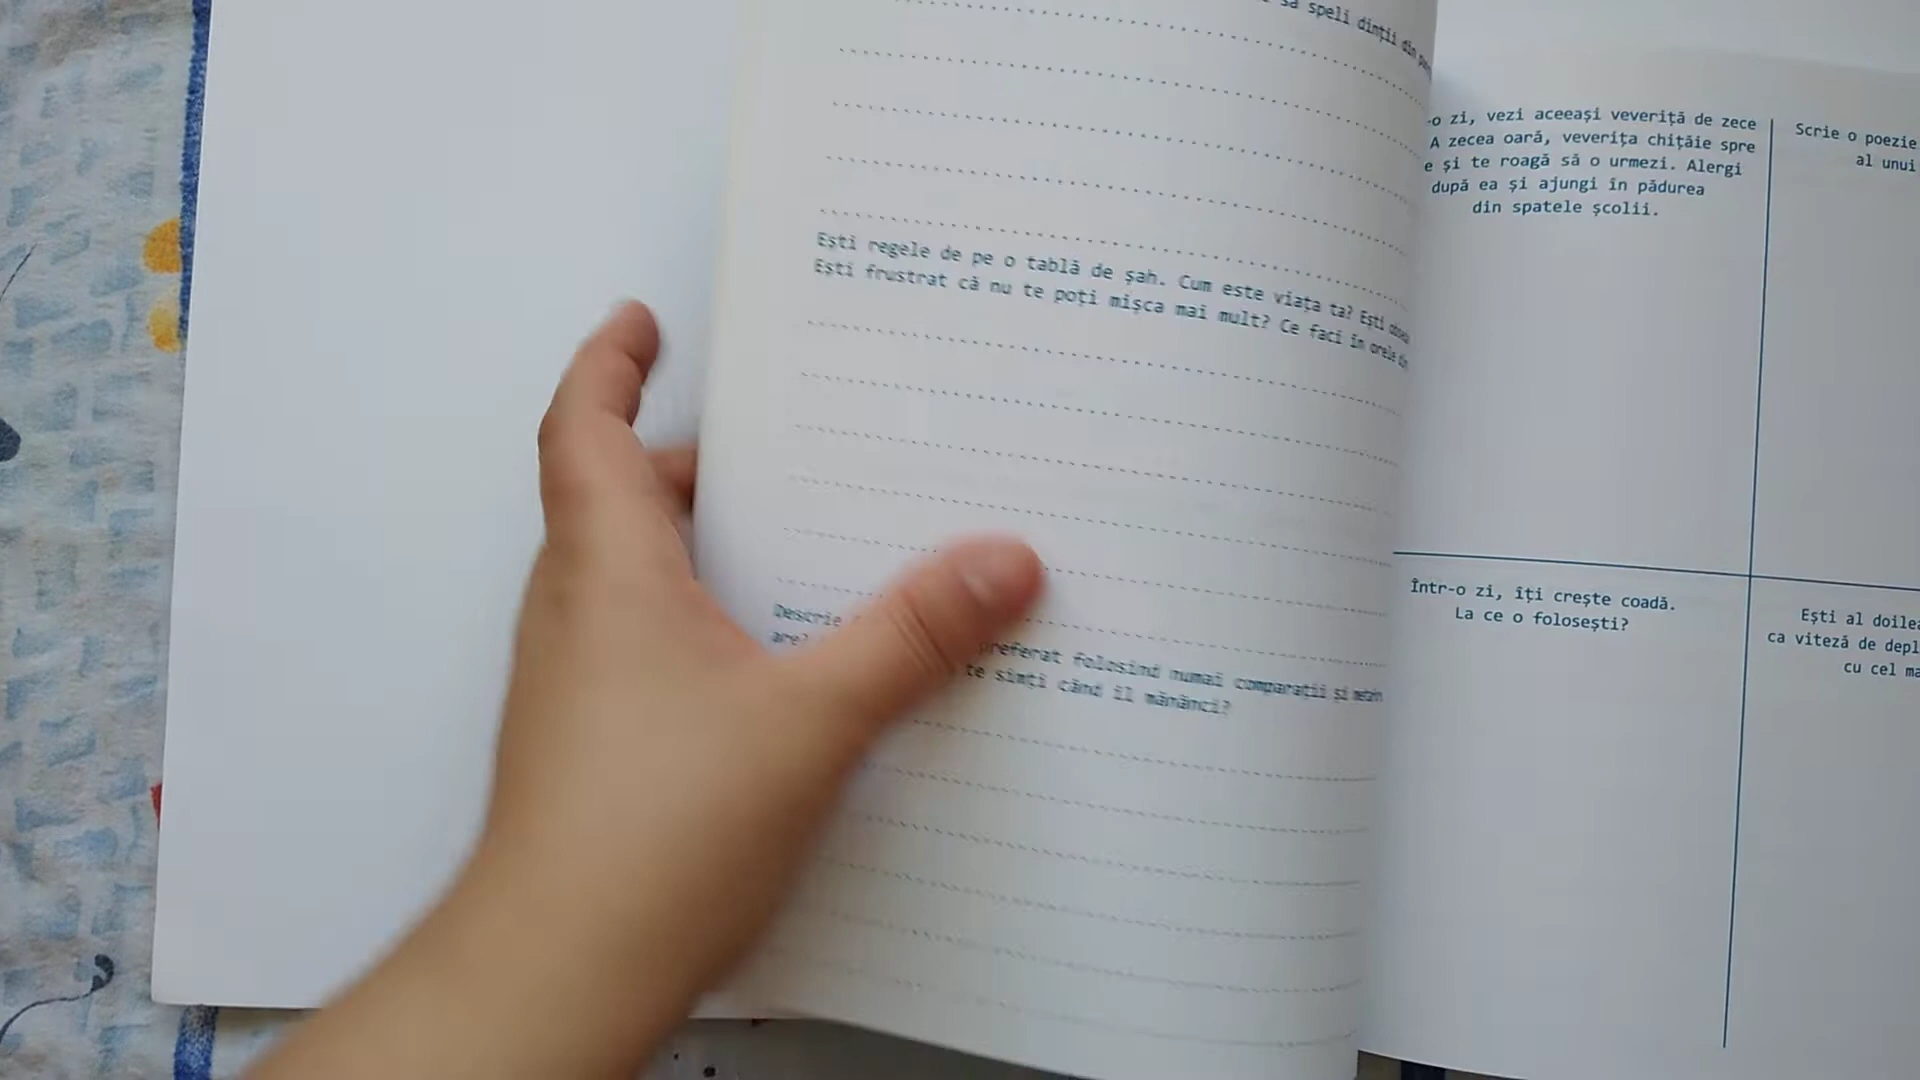 să speli dinții din
Ești regele de pe o tablă de șah. Cum este viața ta? Ești
Ești frustrat că nu te poți mișca mai mult? Ce faci în orele din
Descrie
preferat folosind numai comparații și
are?
te simți când îl mănânci?
-o zi, vezi aceeași veveriță de zece
A zecea oară, veverița chițăie spre
e și te roagă să o urmezi. Alergi
după ea și ajungi în pădurea
din spatele școlii.
Scrie o poezie
al unui
Într-o zi, îți crește coadă.
La ce o folosești?
Ești al doilea
ca viteză de depl
cu cel ma